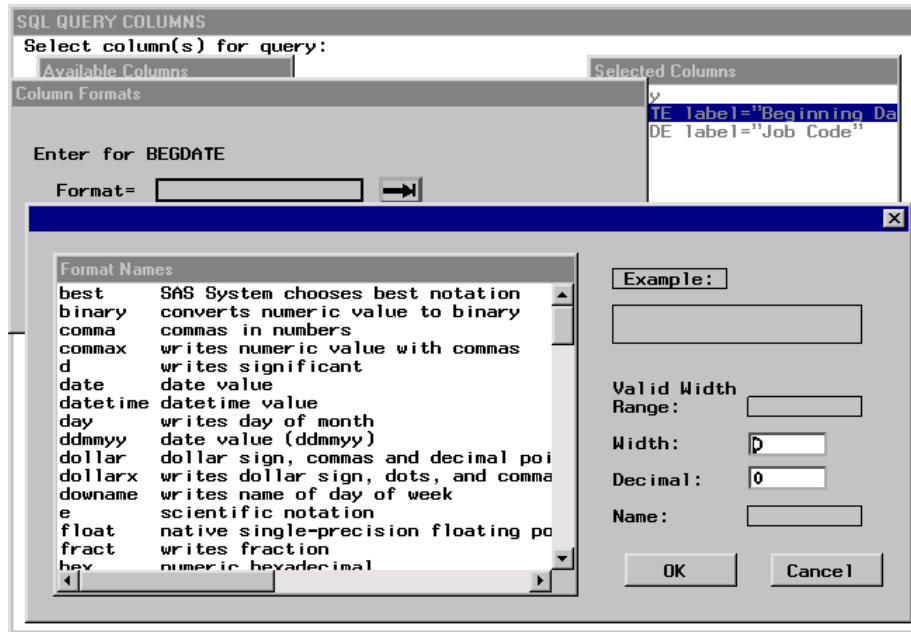 SQL QUERY COLUMNS
Select column(s) for query:
Available Columns
Selected Columns
Column Formats
y
TE label="Beginning Da
DE label="Job Code"
Enter for BEGDATE
Format=
Format Names
best SAS System chooses best notation
binary converts numeric value to binary
comma commas in numbers
commax writes numeric value with commas
d writes significant
date date value
datetime datetime value
day writes day of month
ddmmyy date value (ddmmyy)
dollar dollar sign, commas and decimal poi
dollarx writes dollar sign, dots, and comma
downame writes name of day of week
e scientific notation
float native single-precision floating po
fract writes fraction
hex numeric hexadecimal
Example:
Valid Width
Range:
Width: 0
Decimal: 0
Name:
OK Cancel